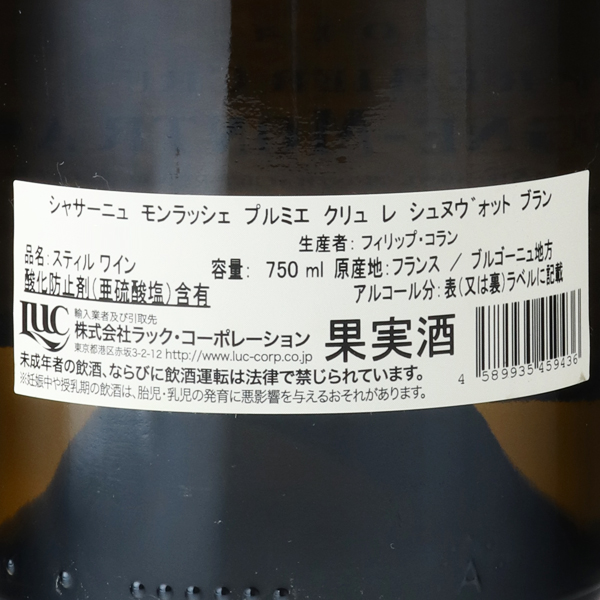 シャサーニュ モンラッシェ プルミエ クリュ レ シュヌヴォット ブラン
生産者：フィリップ・コラン
品名：スティル ワイン 容量： 750 ml 原産地：フランス ／ ブルゴーニュ地方
酸化防止剤(亜硫酸塩)含有 アルコール分：表(又は裏)ラベルに記載
LUC
輸入業者及び引取先
株式会社ラック・コーポレーション
東京都港区赤坂3-2-12 http://www.luc-corp.co.jp
果実酒
未成年者の飲酒、ならびに飲酒運転は法律で禁じられています。
※妊娠中や授乳期の飲酒は、胎児・乳児の発育に悪影響を与えるおそれがあります。
4 589935 459436